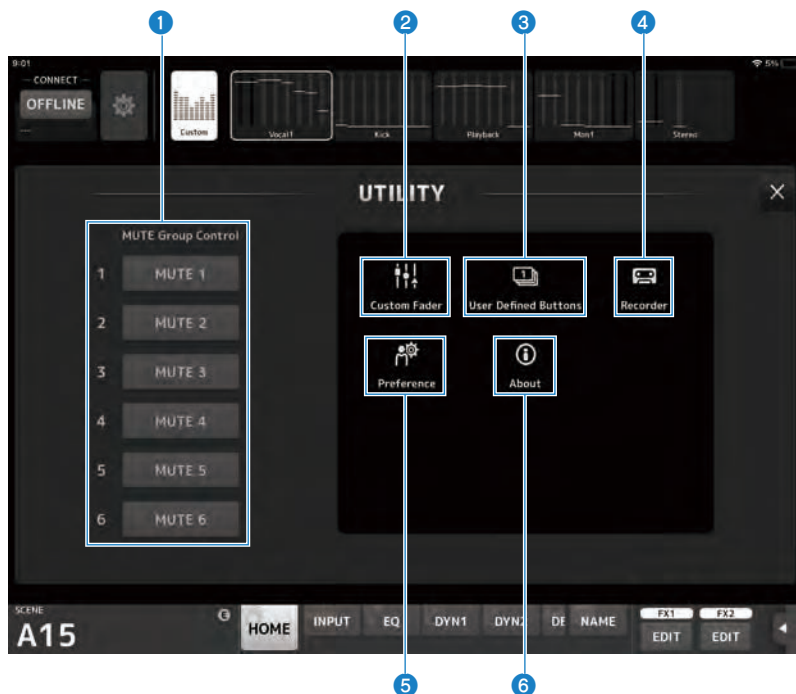 1 2 3 4
9:01 5%
CONNECT
OFFLINE
Custom Vocal1 Kick Playback Mon1 Stereo
UTILITY
MUTE Group Control
1 MUTE 1
2 MUTE 2
3 MUTE 3
4 MUTE 4
5 MUTE 5
6 MUTE 6
1
Custom Fader User Defined Buttons Recorder
Preference About
SCENE
A15
E
HOME INPUT EQ DYN1 DYN2 DE NAME
FX1 FX2
EDIT EDIT
5 6